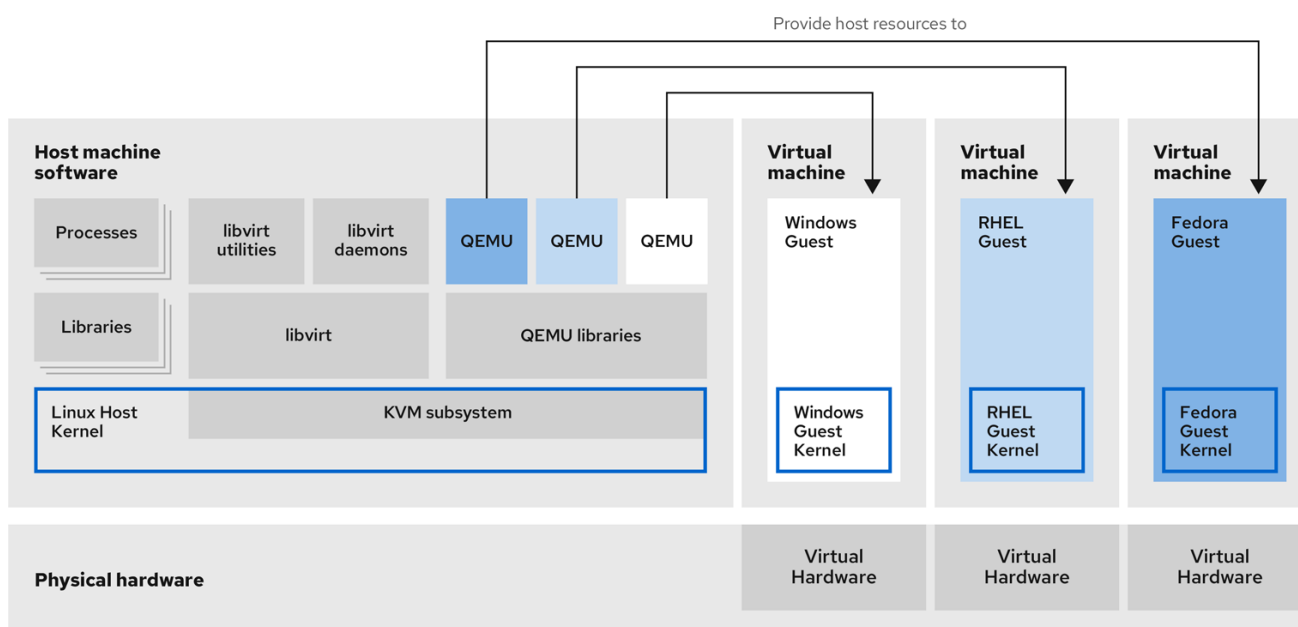 Provide host resources to
Host machine
software
Processes
libvirt
utilities
libvirt
daemons
QEMU
QEMU
QEMU
Libraries
libvirt
QEMU libraries
Linux Host
Kernel
KVM subsystem
Virtual
machine
Windows
Guest
Windows
Guest
Kernel
Virtual
machine
RHEL
Guest
RHEL
Guest
Kernel
Virtual
machine
Fedora
Guest
Fedora
Guest
Kernel
Physical hardware
Virtual
Hardware
Virtual
Hardware
Virtual
Hardware